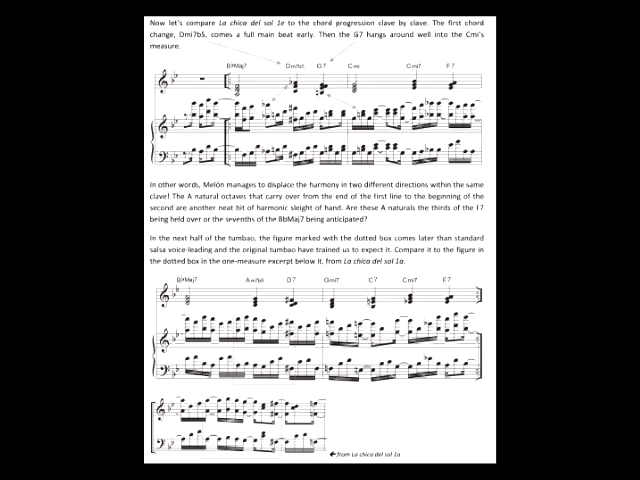 Now let's compare La chica del sol 1e to the chord progression clave by clave. The first chord
change, Dmi7b5, comes a full main beat early. Then the G7 hangs around well into the Cmi's
measure.
BbMaj7 Dmi7b5 G7 Cmi Cmi7 F7
In other words, Melón manages to displace the harmony in two different directions within the same
clave! The A natural octaves that carry over from the end of the first line to the beginning of the
second are another neat bit of harmonic sleight of hand. Are these A naturals the thirds of the F7
being held over or the sevenths of the BbMaj7 being anticipated?
In the next half of the tumbao, the figure marked with the dotted box comes later than standard
salsa voice-leading and the original tumbao have trained us to expect it. Compare it to the figure in
the dotted box in the one-measure excerpt below it, from La chica del sol 1a.
BbMaj7 Ami7b5 D7 Gmi7 C7 Cmi7 F7
from La chica del sol 1a